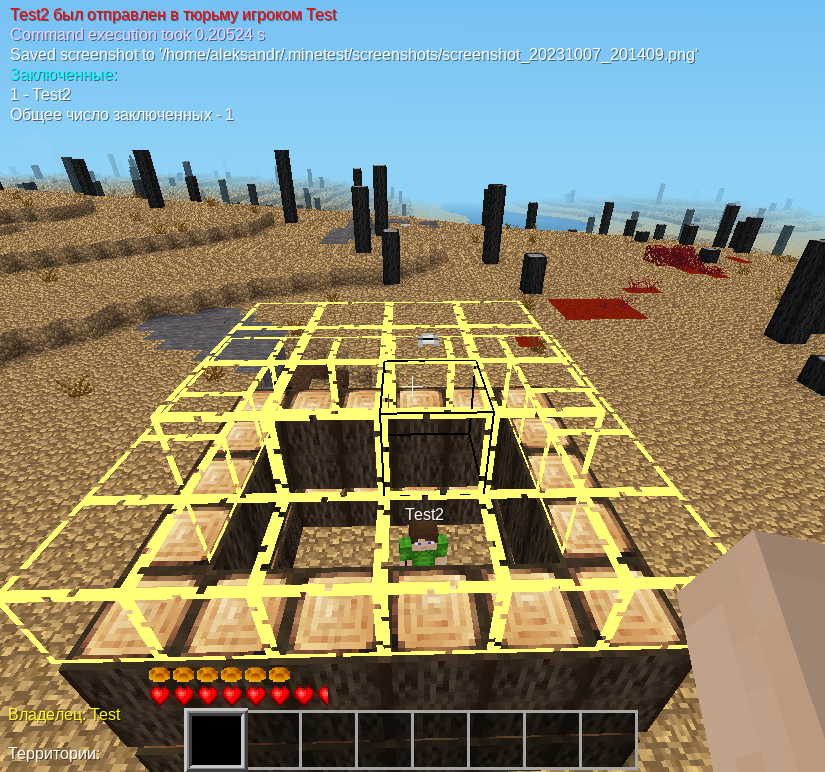 Test2 был отправлен в тюрьму игроком Test
Command execution took 0.20524 s
Saved screenshot to '/home/aleksandr/.minetest/screenshots/screenshot_20231007_201409.png'
Заключенные:
1 - Test2
Общее число заключенных - 1
Test2
Владелец: Test
Территории: